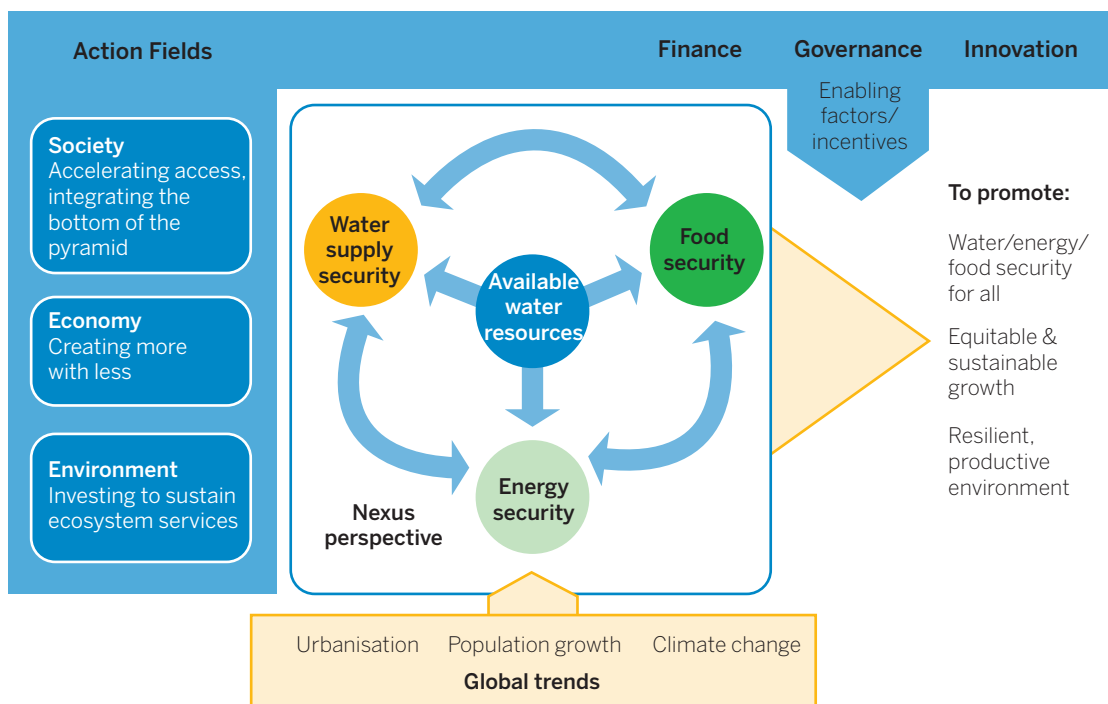 Action Fields
Finance
Governance
Innovation
Enabling
factors/
incentives
Society
Accelerating access,
integrating the
bottom of the
pyramid
Economy
Creating more
with less
Environment
Investing to sustain
ecosystem services
Water
supply
security
Food
security
Available
water
resources
Energy
security
Nexus
perspective
To promote:
Water/energy/
food security
for all
Equitable &
sustainable
growth
Resilient,
productive
environment
Urbanisation
Population growth
Climate change
Global trends